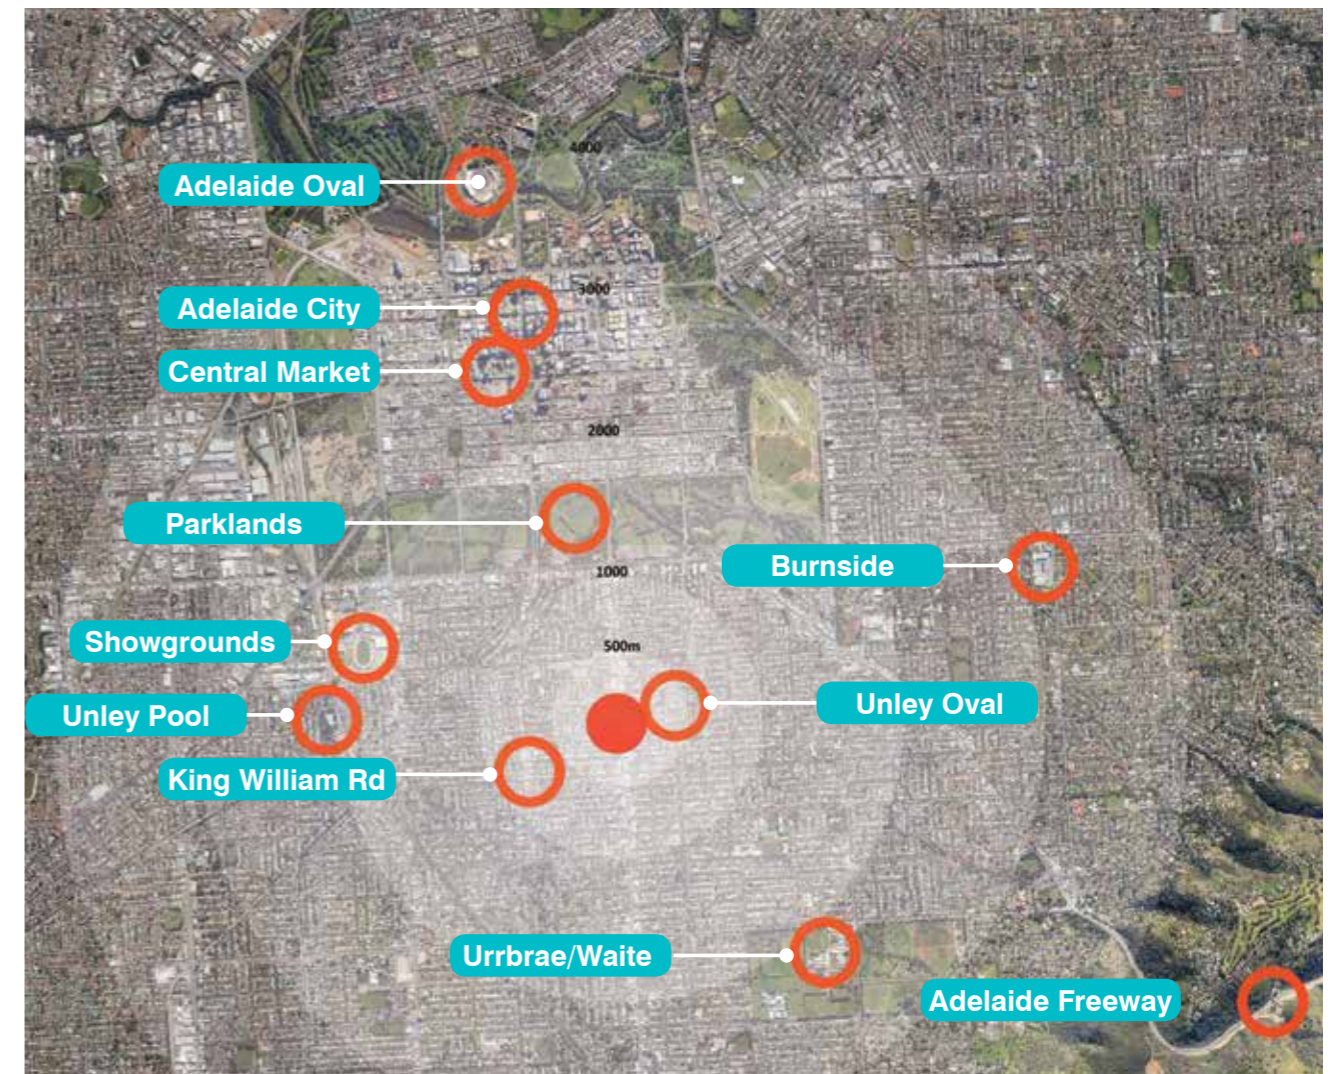 4000
Adelaide Oval
3000
Adelaide City
Central Market
2000
Parklands
Burnside
1000
Showgrounds
500m
Unley Oval
Unley Pool
King William Rd
Urrbrae/Waite
Adelaide Freeway